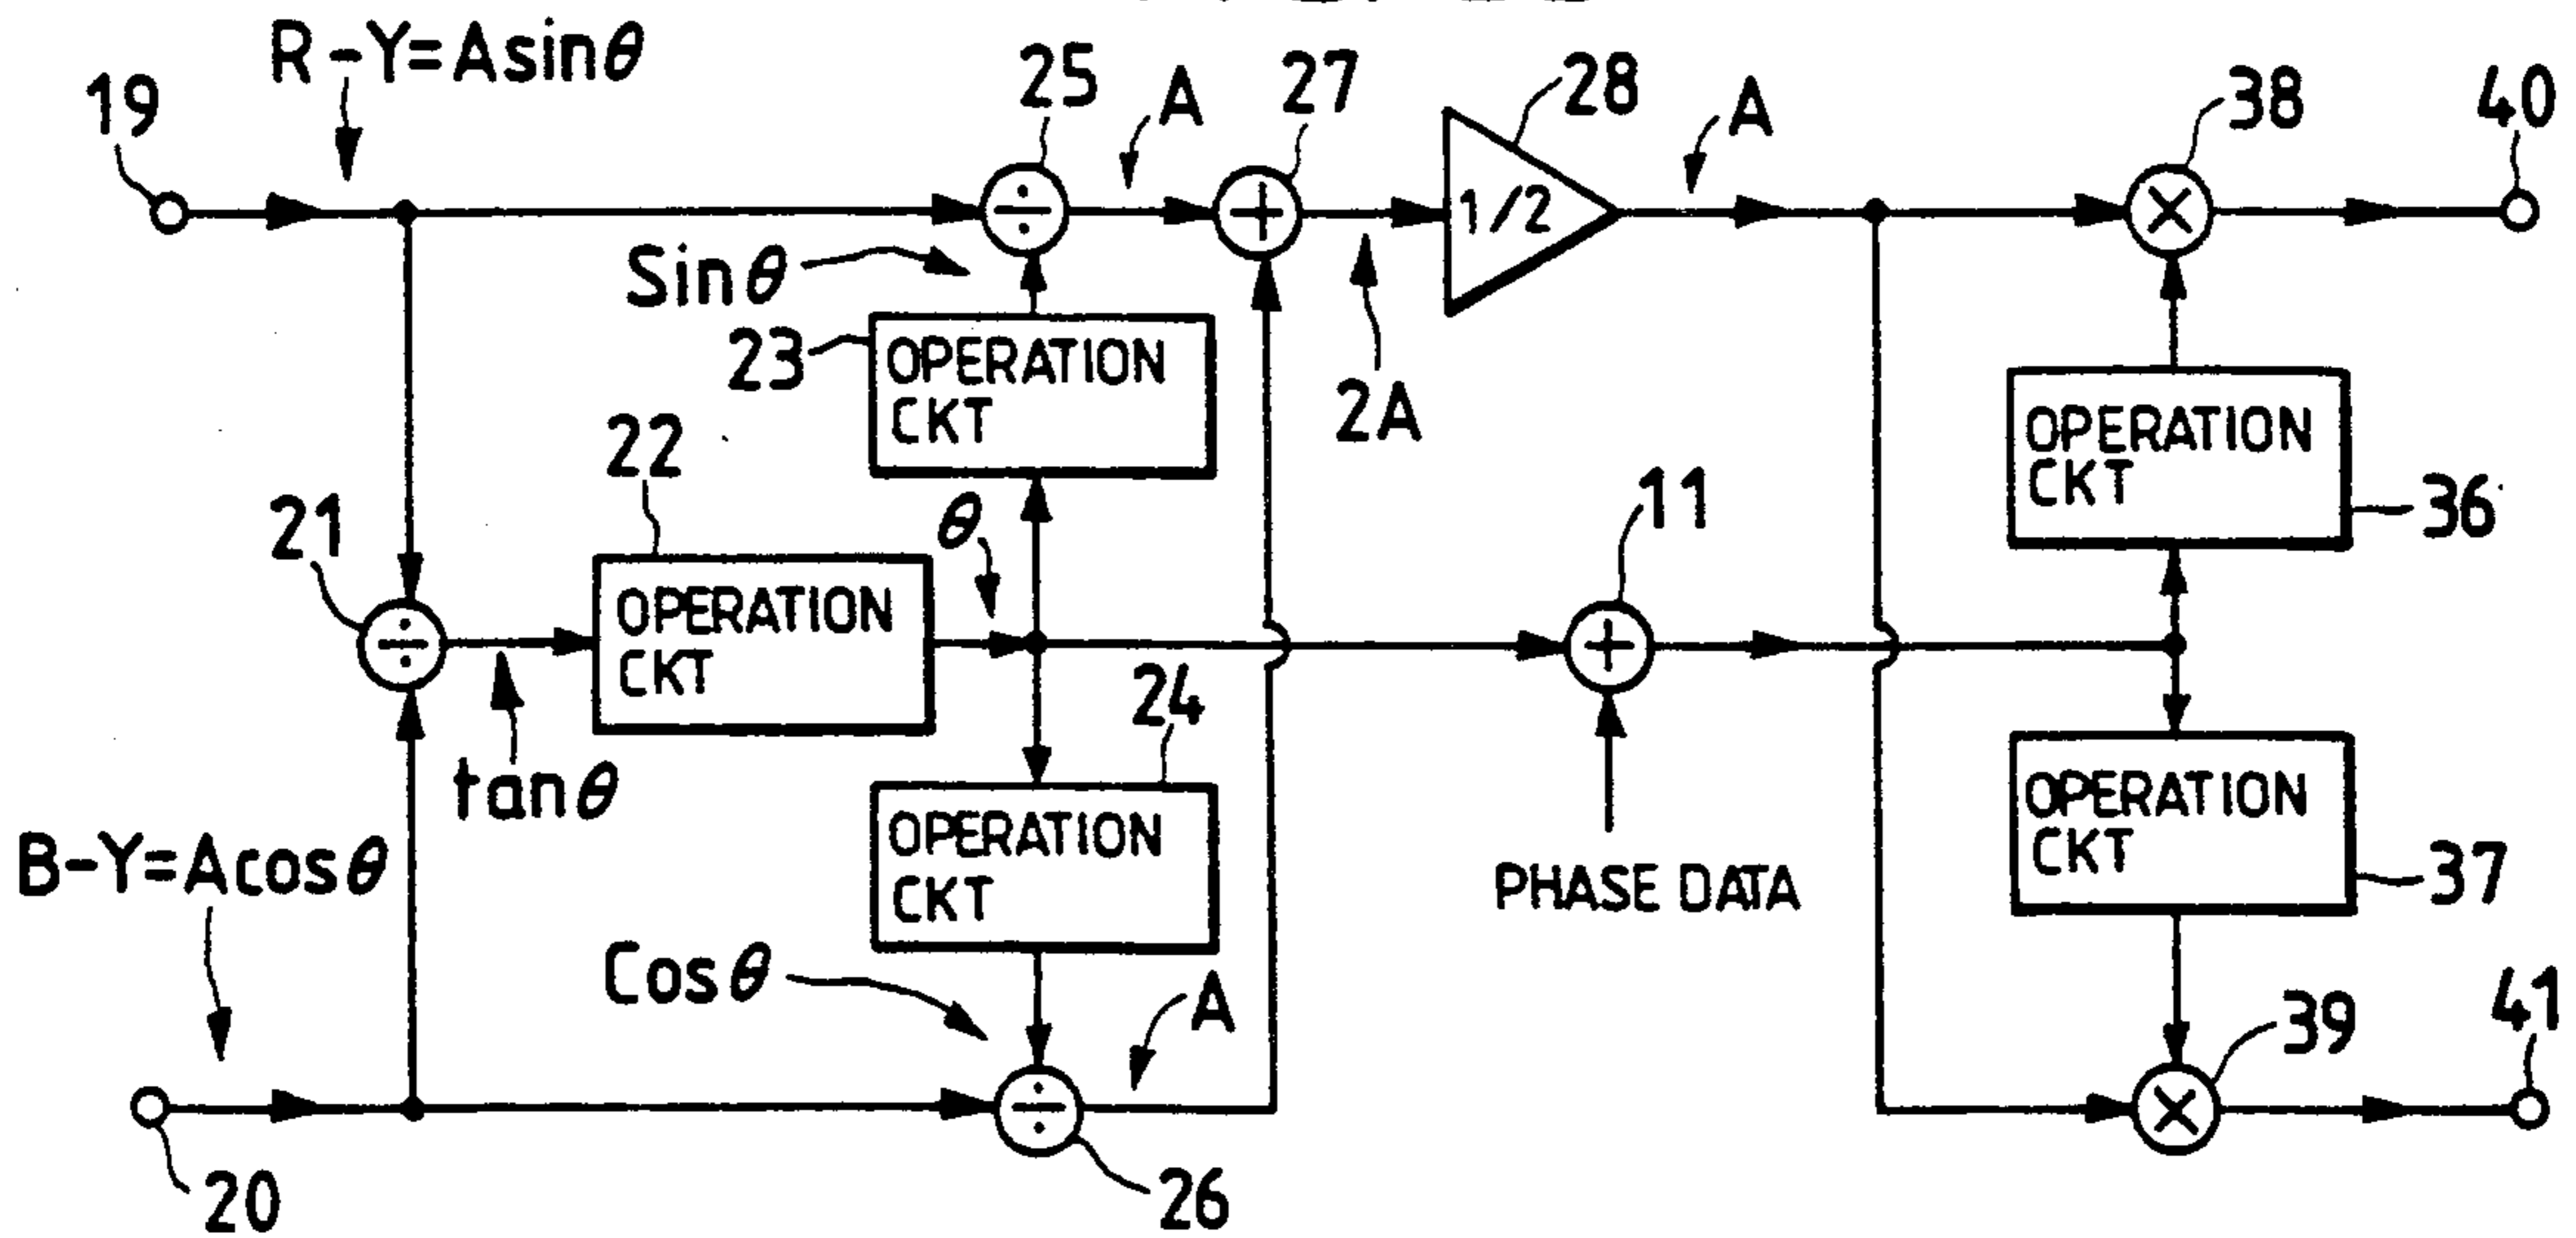 R-Y=Asinθ
19
25
A
27
28
A
38
40
÷
+
1/2
×
Sinθ
23
OPERATION
CKT
2A
OPERATION
CKT
36
22
21
θ
11
÷
OPERATION
CKT
+
tanθ
24
OPERATION
CKT
PHASE DATA
OPERATION
CKT
37
B-Y=Acosθ
Cosθ
A
39
41
÷
×
20
26